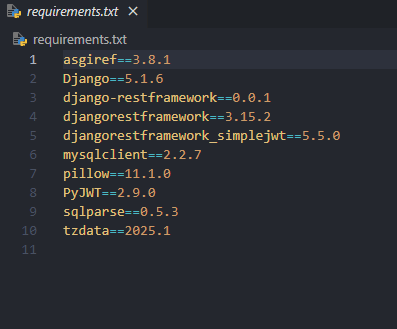 requirements.txt
requirements.txt
1 asgiref==3.8.1
2 Django==5.1.6
3 django-restframework==0.0.1
4 djangorestframework==3.15.2
5 djangorestframework_simplejwt==5.5.0
6 mysqlclient==2.2.7
7 pillow==11.1.0
8 PyJWT==2.9.0
9 sqlparse==0.5.3
10 tzdata==2025.1
11